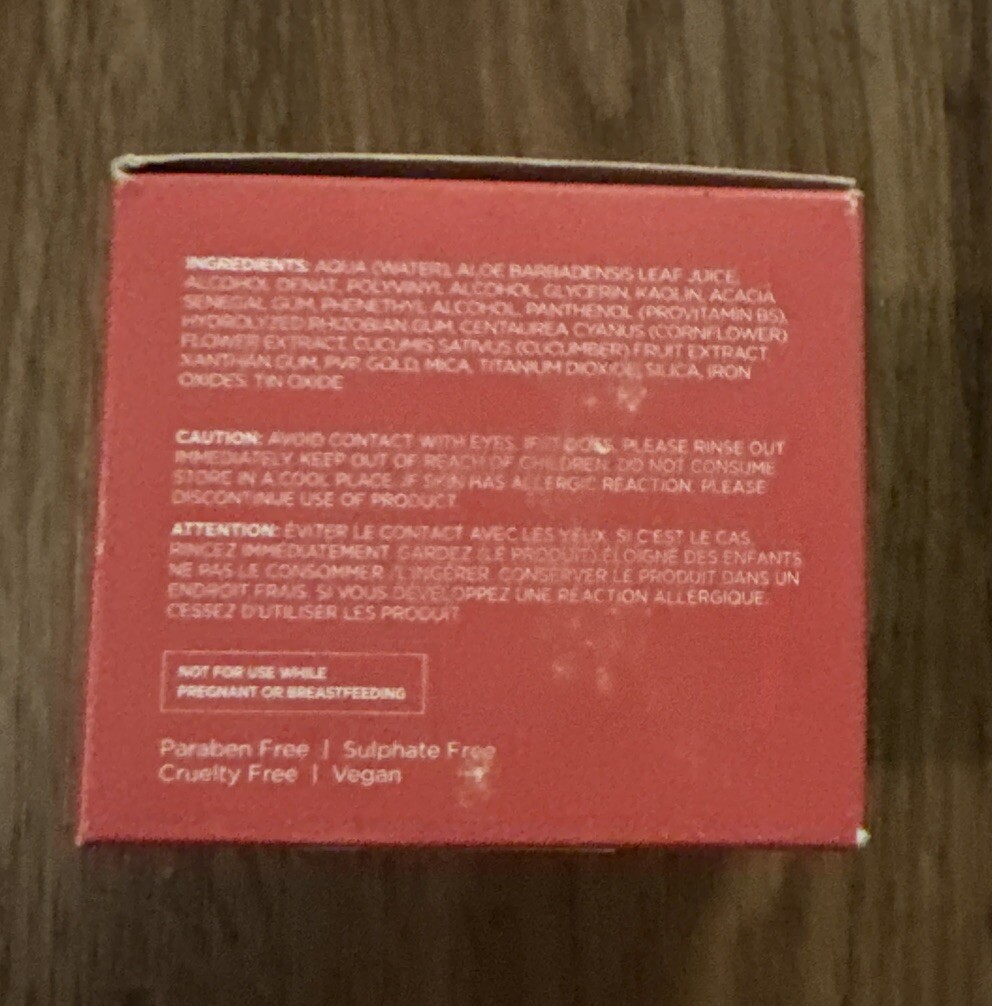 INGREDIENTS: AQUA (WATER), ALOE BARBADENSIS LEAF JUICE,
ALCOHOL DENAT, POLYVINYL ALCOHOL, GLYCERIN, KAOLIN, ACACIA
SENEGAL GUM, PHENETHYL ALCOHOL, PANTHENOL (PROVITAMIN B5),
HYDROLYZED RHIZOBIAN GUM, CENTAUREA CYANUS (CORNFLOWER)
FLOWER EXTRACT, CUCUMIS SATIVUS (CUCUMBER) FRUIT EXTRACT,
XANTHAN GUM, PVP, GOLD, MICA, TITANIUM DIOXIDE, SILICA, IRON
OXIDES, TIN OXIDE
CAUTION: AVOID CONTACT WITH EYES. IF IT DOES, PLEASE RINSE OUT
IMMEDIATELY. KEEP OUT OF REACH OF CHILDREN. DO NOT CONSUME.
STORE IN A COOL PLACE. IF SKIN HAS ALLERGIC REACTION, PLEASE
DISCONTINUE USE OF PRODUCT.
ATTENTION: ÉVITER LE CONTACT AVEC LES YEUX. SI C'EST LE CAS,
RINCEZ IMMÉDIATEMENT. GARDEZ (LE PRODUIT) ÉLOIGNÉ DES ENFANTS.
NE PAS LE CONSOMMER / L'INGÉRER. CONSERVER LE PRODUIT DANS UN
ENDROIT FRAIS. SI VOUS DÉVELOPPEZ UNE RÉACTION ALLERGIQUE,
CESSEZ D'UTILISER LES PRODUIT.
NOT FOR USE WHILE
PREGNANT OR BREASTFEEDING
Paraben Free | Sulphate Free
Cruelty Free | Vegan